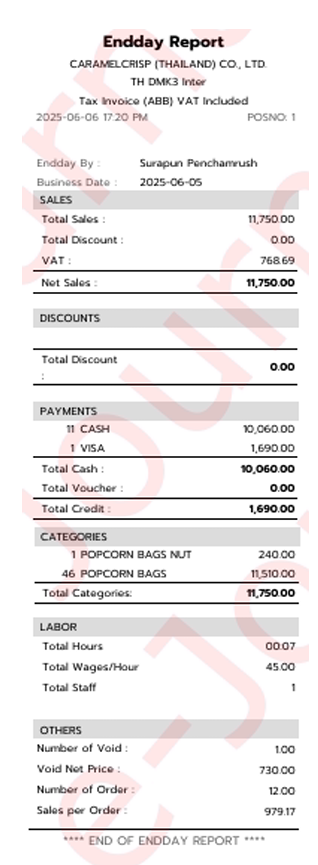 Endday Report
CARAMELCRISP (THAILAND) CO., LTD.
TH DMK3 Inter
Tax Invoice (ABB) VAT Included
2025-06-06 17:20 PM POSNO: 1
Endday By : Surapun Penchamrush
Business Date : 2025-06-05
SALES
Total Sales : 11,750.00
Total Discount : 0.00
VAT : 768.69
Net Sales : 11,750.00
DISCOUNTS
Total Discount 0.00
:
PAYMENTS
11 CASH 10,060.00
1 VISA 1,690.00
Total Cash : 10,060.00
Total Voucher : 0.00
Total Credit : 1,690.00
CATEGORIES
1 POPCORN BAGS NUT 240.00
46 POPCORN BAGS 11,510.00
Total Categories: 11,750.00
LABOR
Total Hours 00:07
Total Wages/Hour 45.00
Total Staff 1
OTHERS
Number of Void : 1.00
Void Net Price : 730.00
Number of Order : 12.00
Sales per Order : 979.17
**** END OF ENDDAY REPORT ****